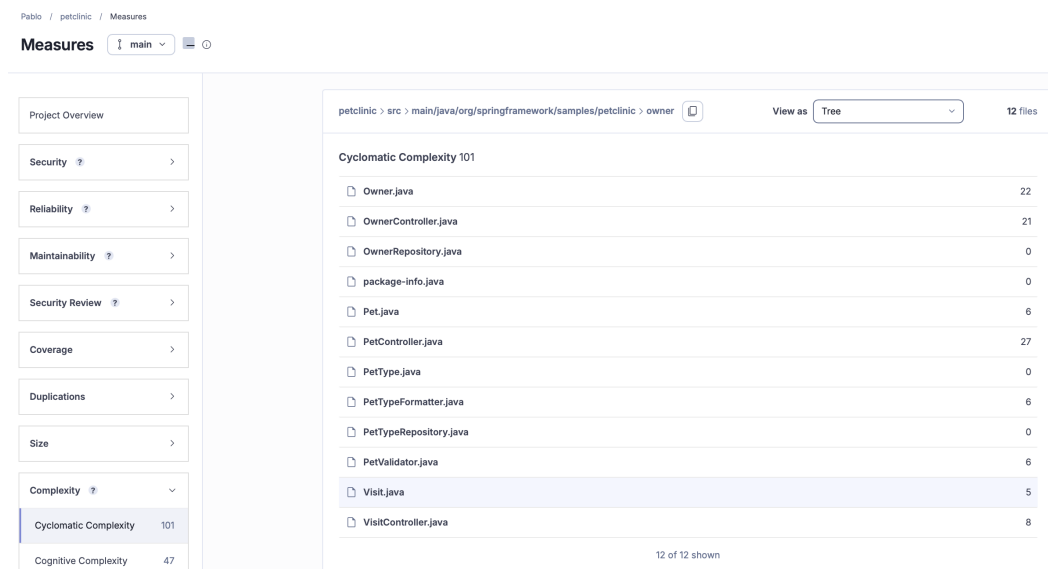 Pablo / petclinic / Measures
Measures main
Project Overview
Security ?
Reliability ?
Maintainability ?
Security Review ?
Coverage
Duplications
Size
Complexity ?
Cyclomatic Complexity 101
Cognitive Complexity 47
petclinic > src > main/java/org/springframework/samples/petclinic > owner View as Tree 12 files
Cyclomatic Complexity 101
Owner.java 22
OwnerController.java 21
OwnerRepository.java 0
package-info.java 0
Pet.java 6
PetController.java 27
PetType.java 0
PetTypeFormatter.java 6
PetTypeRepository.java 0
PetValidator.java 6
Visit.java 5
VisitController.java 8
12 of 12 shown